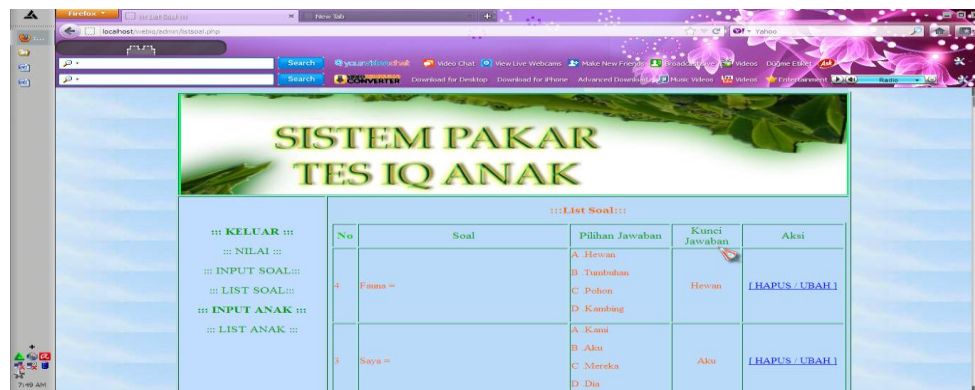 Firefox
::: List Soal :::
New Tab
localhost/webiq/admin/listsoal.php
Yahoo
Search
Video Chat
View Live Webcams
Make New Friends
Videos
Search
CONVERTER
Download for Desktop
Download for iPhone
Music Videos
Videos
Entertainment
Radio
SISTEM PAKAR
TES IQ ANAK
::: KELUAR :::
::: NILAI :::
::: INPUT SOAL:::
::: LIST SOAL:::
::: INPUT ANAK :::
::: LIST ANAK :::
:::List Soal:::
No
Soal
Pilihan Jawaban
Kunci
Jawaban
Aksi
4
Fauna =
A .Hewan
B .Tumbuhan
C .Pohon
D .Kambing
Hewan
[ HAPUS / UBAH ]
3
Saya =
A .Kami
B .Aku
C .Mereka
D .Dia
Aku
[ HAPUS / UBAH ]
7:49 AM